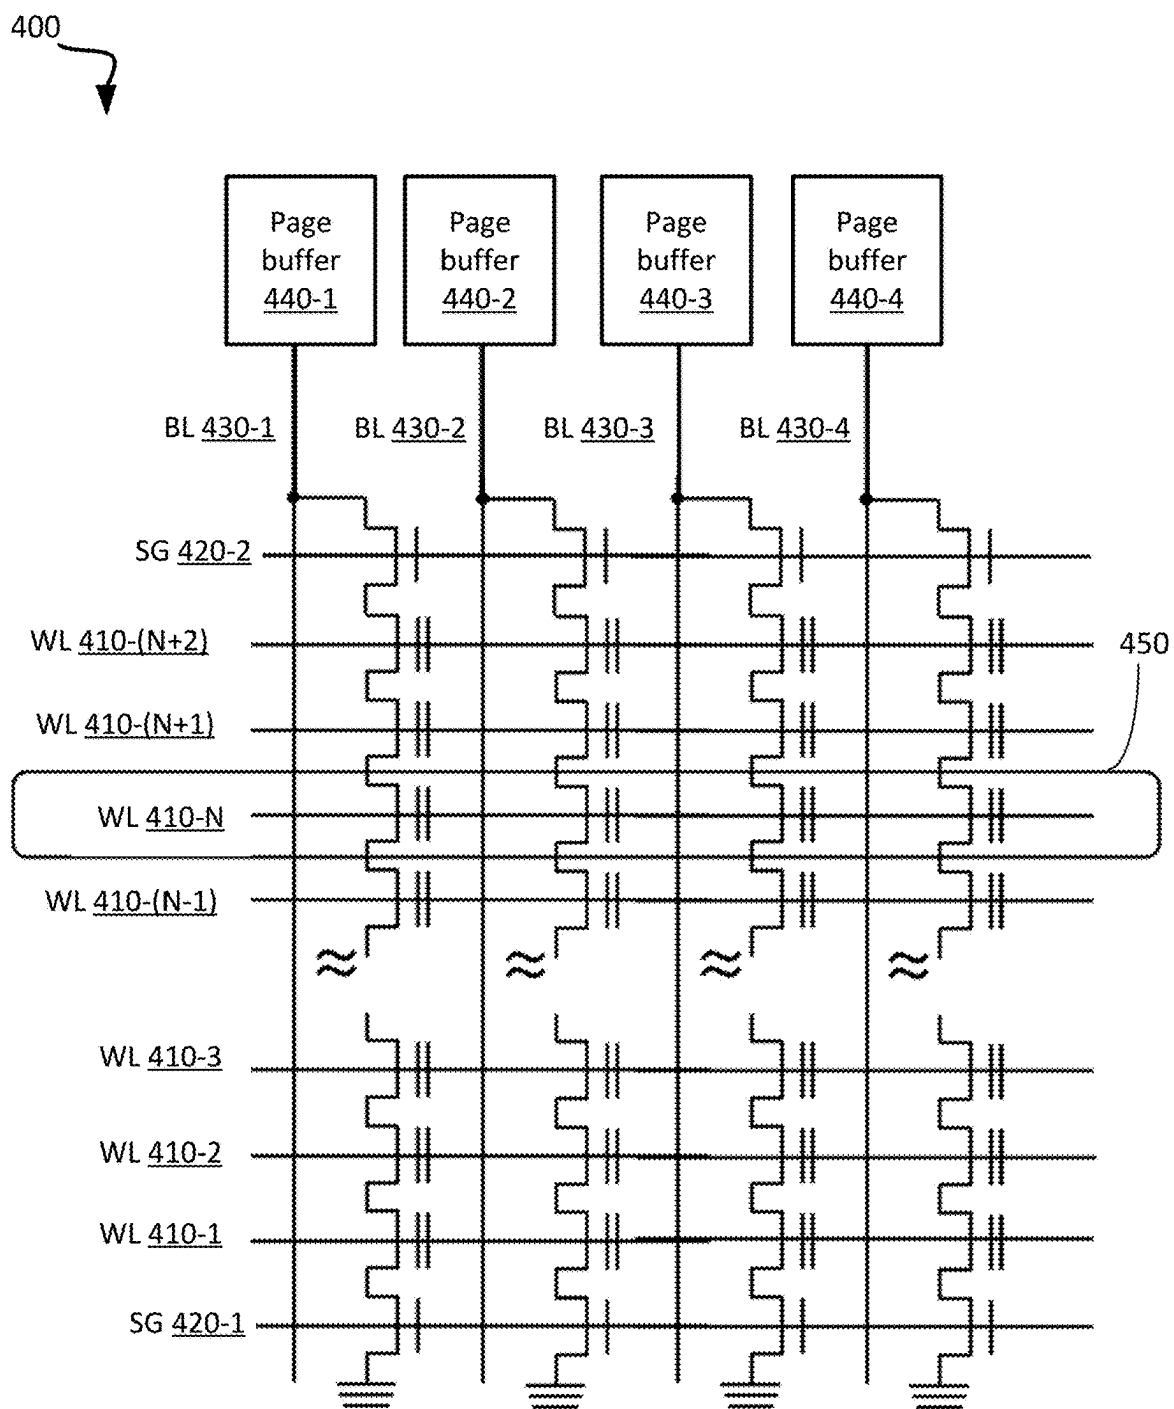 400
Page
buffer
440-1
Page
buffer
440-2
Page
buffer
440-3
Page
buffer
440-4
BL 430-1
BL 430-2
BL 430-3
BL 430-4
SG 420-2
WL 410-(N+2)
450
WL 410-(N+1)
WL 410-N
WL 410-(N-1)
WL 410-3
WL 410-2
WL 410-1
SG 420-1